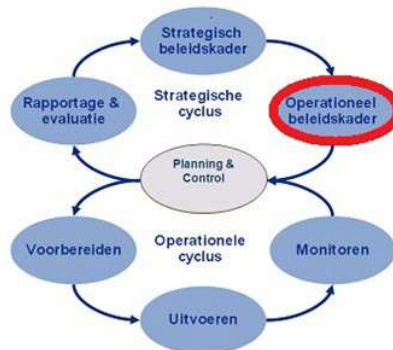 Strategisch
beleidskader
Rapportage &
evaluatie
Strategische
cyclus
Operationeel
beleidskader
Planning &
Control
Voorbereiden
Operationele
cyclus
Monitoren
Uitvoeren